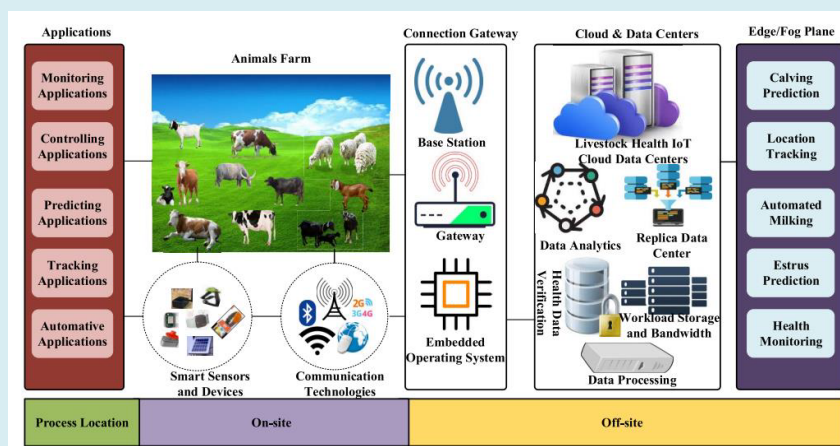 Applications
Monitoring
Applications
Controlling
Applications
Predicting
Applications
Tracking
Applications
Automative
Applications
Animals Farm
Smart Sensors
and Devices
2G
3G4G
Communication
Technologies
Connection Gateway
Base Station
Gateway
Embedded
Operating System
Cloud & Data Centers
Livestock Health IoT
Cloud Data Centers
Data Analytics
Replica Data
Center
Health Data
Verification
Workload Storage
and Bandwidth
Data Processing
Edge/Fog Plane
Calving
Prediction
Location
Tracking
Automated
Milking
Estrus
Prediction
Health
Monitoring
Process Location
On-site
Off-site